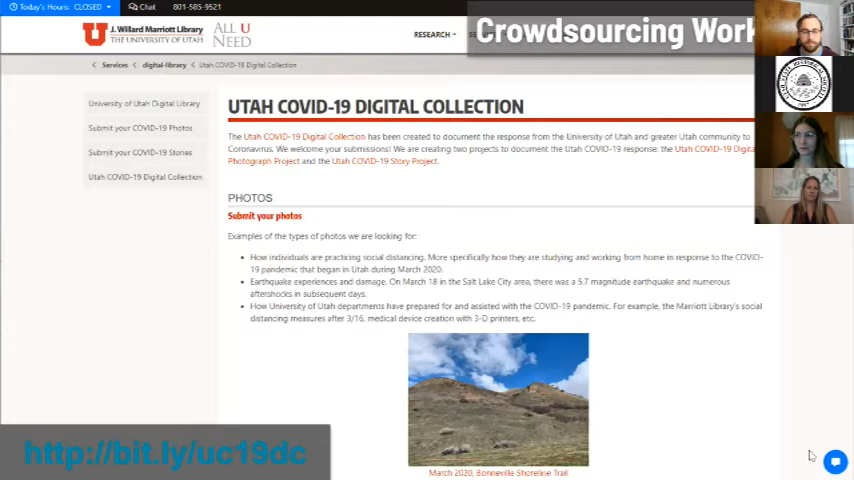 Today's Hours: CLOSED
Chat
801-585-9521
J. Willard Marriott Library
THE UNIVERSITY OF UTAH
ALL U
NEED
RESEARCH
Crowdsourcing Work
Services
digital-library
Utah COVID-19 Digital Collection
University of Utah Digital Library
Submit your COVID-19 Photos
Submit your COVID-19 Stories
Utah COVID-19 Digital Collection
UTAH COVID-19 DIGITAL COLLECTION
The Utah COVID-19 Digital Collection has been created to document the response from the University of Utah and greater Utah community to
Coronavirus. We welcome your submissions! We are creating two projects to document the Utah COVID-19 response: the Utah COVID-19 Digita
Photograph Project and the Utah COVID-19 Story Project.
PHOTOS
Submit your photos
Examples of the types of photos we are looking for:
How individuals are practicing social distancing. More specifically how they are studying and working from home in response to the COVID-
19 pandemic that began in Utah during March 2020.
Earthquake experiences and damage. On March 18 in the Salt Lake City area, there was a 5.7 magnitude earthquake and numerous
aftershocks in subsequent days.
How University of Utah departments have prepared for and assisted with the COVID-19 pandemic. For example, the Marriott Library's social
distancing measures after 3/16, medical device creation with 3-D printers, etc.
March 2020, Bonneville Shoreline Trail
http://bit.ly/uc19dc